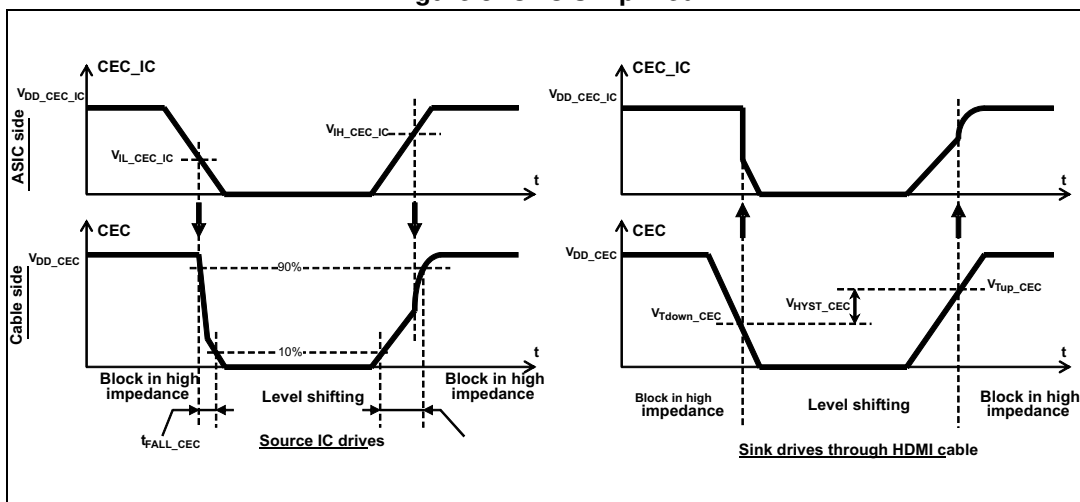 CEC_IC
VDD_CEC_IC
VIL_CEC_IC
VIH_CEC_IC
t
ASIC side
CEC
VDD_CEC
90%
10%
t
Cable side
Block in high
impedance
Level shifting
Block in high
impedance
tFALL_CEC
Source IC drives
CEC_IC
VDD_CEC_IC
t
CEC
VDD_CEC
VTdown_CEC
VHYST_CEC
VTup_CEC
t
Block in high
impedance
Level shifting
Block in high
impedance
Sink drives through HDMI cable